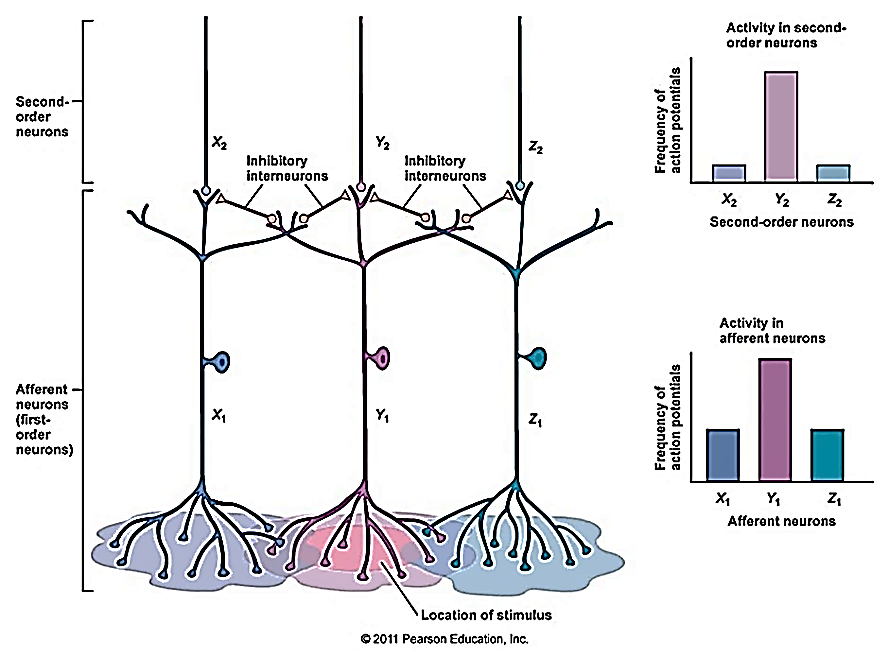 Second-
order
neurons
X2
Y2
Z2
Inhibitory
interneurons
Inhibitory
interneurons
Afferent
neurons
(first-
order
neurons)
X1
Y1
Z1
Location of stimulus
© 2011 Pearson Education, Inc.
Activity in second-
order neurons
Frequency of
action potentials
X2 Y2 Z2
Second-order neurons
Activity in
afferent neurons
Frequency of
action potentials
X1 Y1 Z1
Afferent neurons